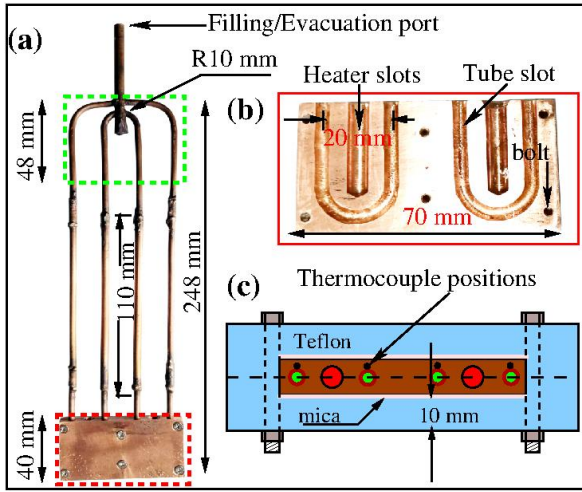 (a)
Filling/Evacuation port
R10 mm
48 mm
110 mm
248 mm
40 mm
Heater slots
Tube slot
(b)
20 mm
bolt
70 mm
(c)
Thermocouple positions
Teflon
mica
10 mm